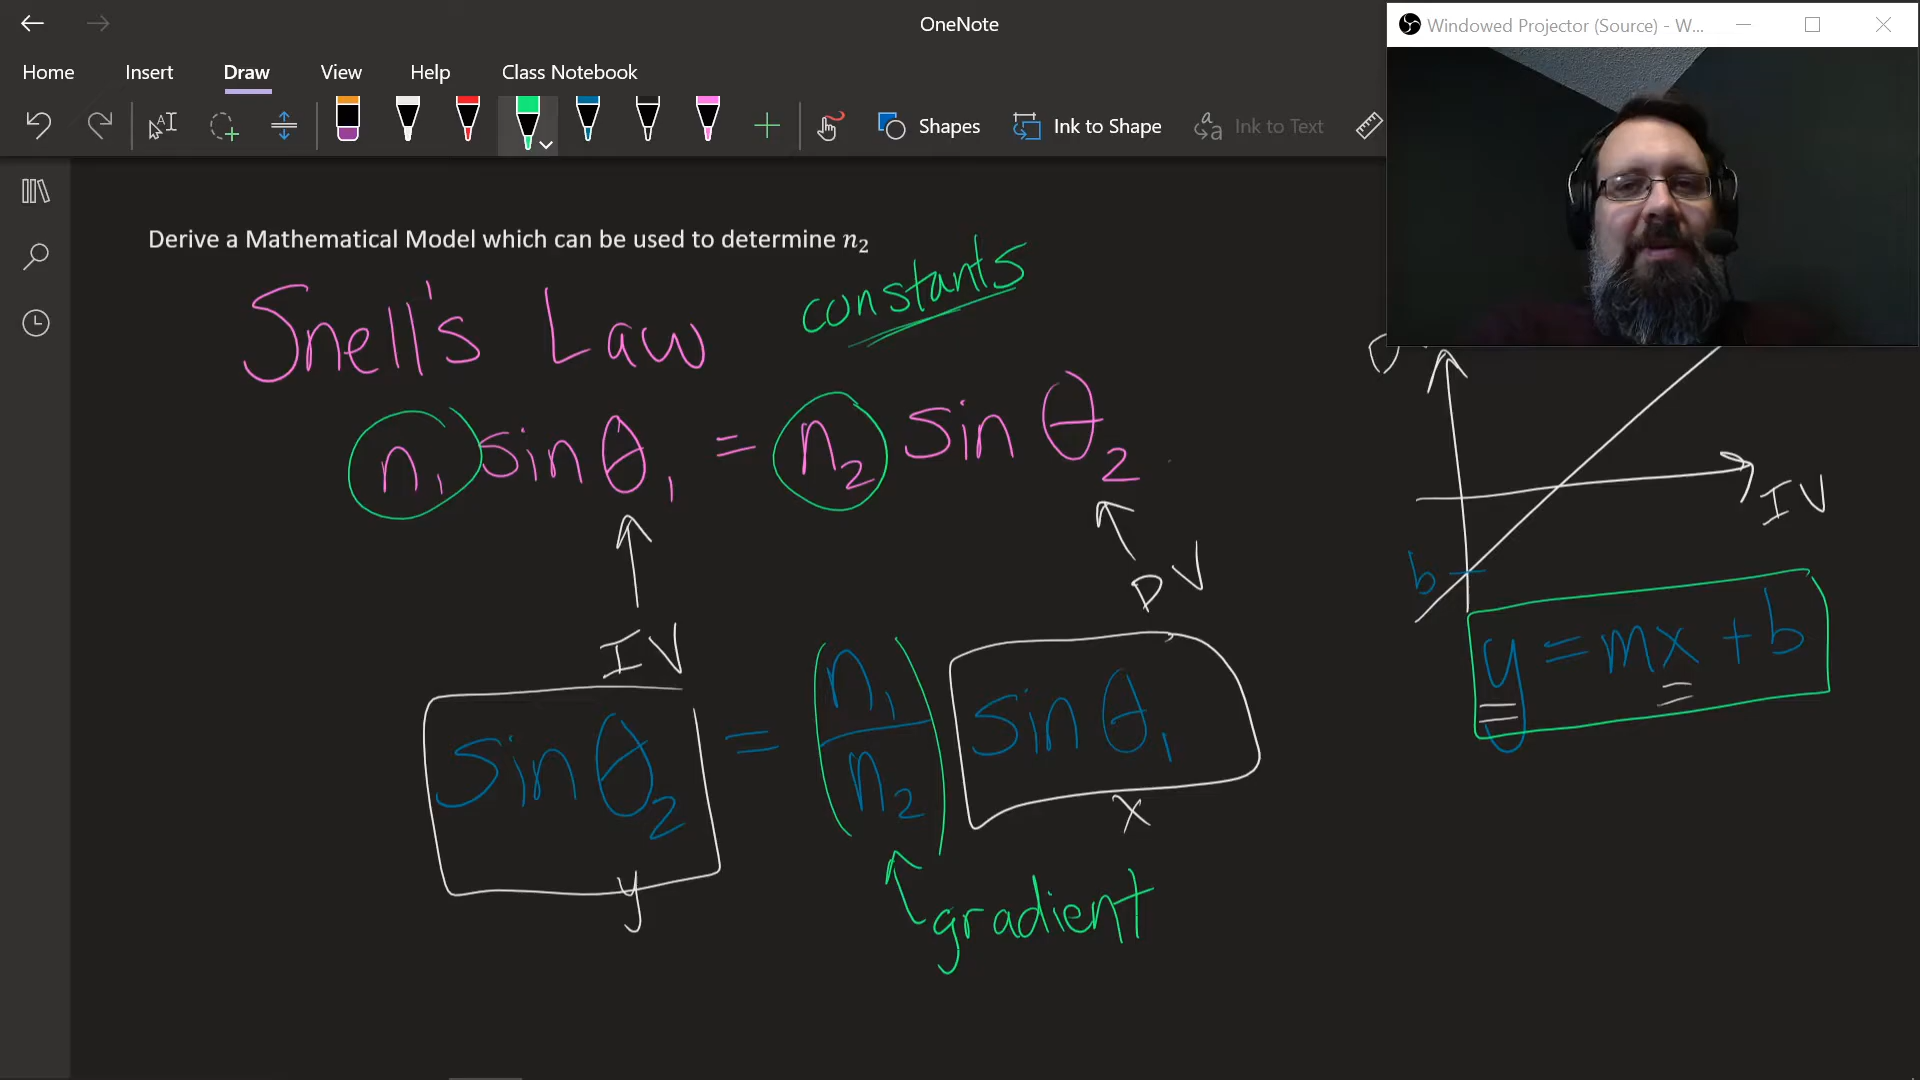 OneNote
Windowed Projector (Source) - W...
Home Insert Draw View Help Class Notebook
Shapes Ink to Shape Ink to Text
Derive a Mathematical Model which can be used to determine n₂
constants
Snell's Law
n₁ sin θ₁ = n₂ sin θ₂
IV
DV
sin θ₂ = (n₁/n₂) sin θ₁
y
x
gradient
IV
b
y = mx + b